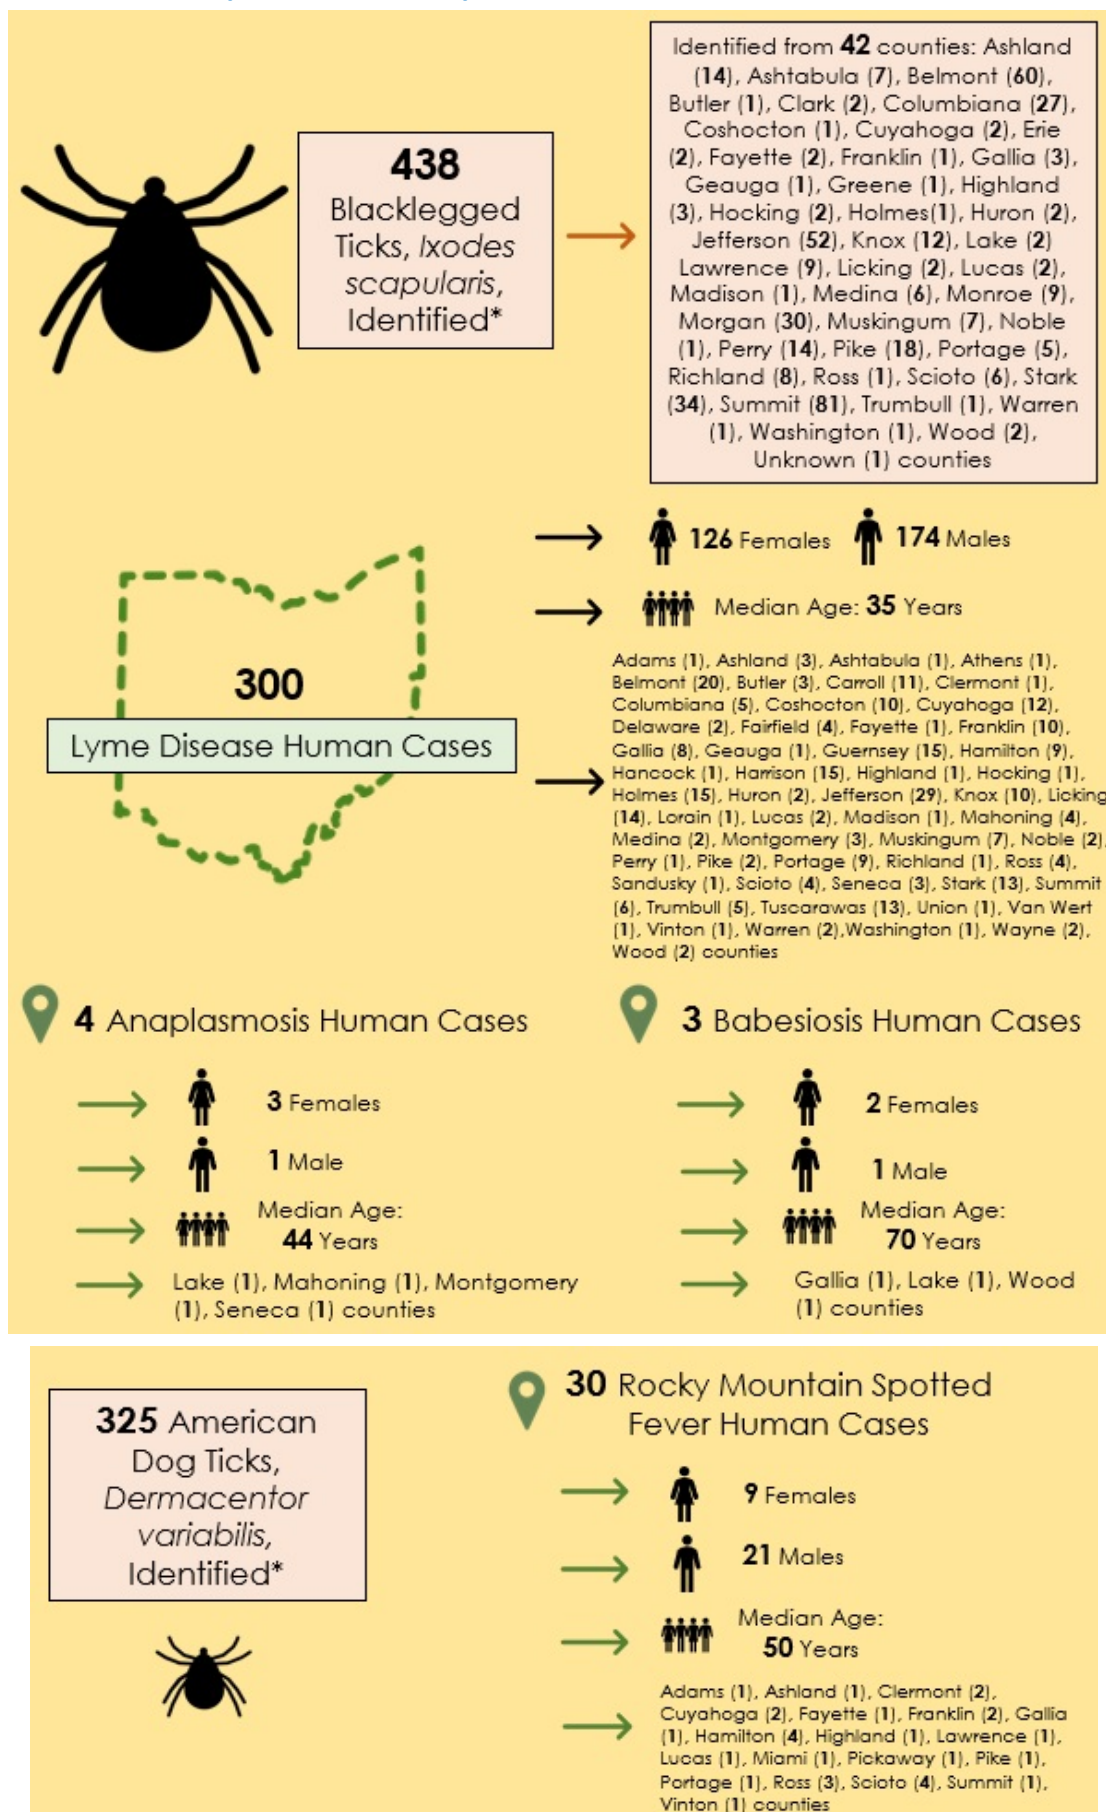 438
Blacklegged
Ticks, Ixodes
scapularis,
Identified*
Identified from 42 counties: Ashland
(14), Ashtabula (7), Belmont (60),
Butler (1), Clark (2), Columbiana (27),
Coshocton (1), Cuyahoga (2), Erie
(2), Fayette (2), Franklin (1), Gallia (3),
Geauga (1), Greene (1), Highland
(3), Hocking (2), Holmes(1), Huron (2),
Jefferson (52), Knox (12), Lake (2)
Lawrence (9), Licking (2), Lucas (2),
Madison (1), Medina (6), Monroe (9),
Morgan (30), Muskingum (7), Noble
(1), Perry (14), Pike (18), Portage (5),
Richland (8), Ross (1), Scioto (6), Stark
(34), Summit (81), Trumbull (1), Warren
(1), Washington (1), Wood (2),
Unknown (1) counties
300
Lyme Disease Human Cases
126 Females 174 Males
Median Age: 35 Years
Adams (1), Ashland (3), Ashtabula (1), Athens (1),
Belmont (20), Butler (3), Carroll (11), Clermont (1),
Columbiana (5), Coshocton (10), Cuyahoga (12),
Delaware (2), Fairfield (4), Fayette (1), Franklin (10),
Gallia (8), Geauga (1), Guernsey (15), Hamilton (9),
Hancock (1), Harrison (15), Highland (1), Hocking (1),
Holmes (15), Huron (2), Jefferson (29), Knox (10), Licking
(14), Lorain (1), Lucas (2), Madison (1), Mahoning (4),
Medina (2), Montgomery (3), Muskingum (7), Noble (2),
Perry (1), Pike (2), Portage (9), Richland (1), Ross (4),
Sandusky (1), Scioto (4), Seneca (3), Stark (13), Summit
(6), Trumbull (5), Tuscarawas (13), Union (1), Van Wert
(1), Vinton (1), Warren (2),Washington (1), Wayne (2),
Wood (2) counties
4 Anaplasmosis Human Cases
3 Females
1 Male
Median Age:
44 Years
Lake (1), Mahoning (1), Montgomery
(1), Seneca (1) counties
3 Babesiosis Human Cases
2 Females
1 Male
Median Age:
70 Years
Gallia (1), Lake (1), Wood
(1) counties
325 American
Dog Ticks,
Dermacentor
variabilis,
Identified*
30 Rocky Mountain Spotted
Fever Human Cases
9 Females
21 Males
Median Age:
50 Years
Adams (1), Ashland (1), Clermont (2),
Cuyahoga (2), Fayette (1), Franklin (2), Gallia
(1), Hamilton (4), Highland (1), Lawrence (1),
Lucas (1), Miami (1), Pickaway (1), Pike (1),
Portage (1), Ross (3), Scioto (4), Summit (1),
Vinton (1) counties